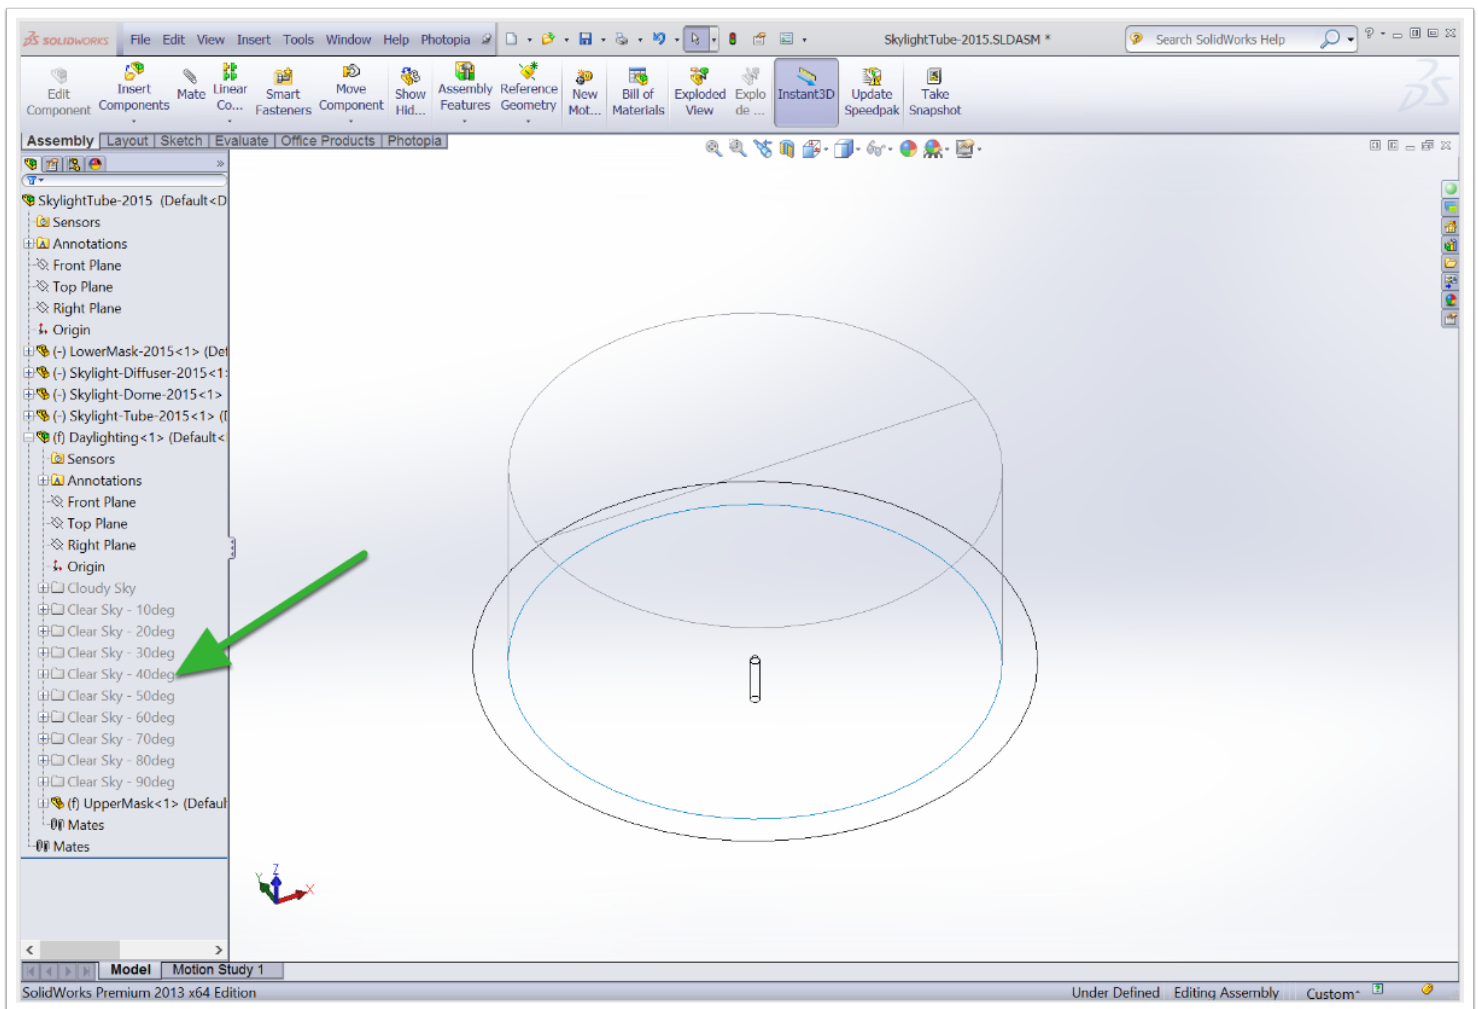 SOLIDWORKS File Edit View Insert Tools Window Help Photopia SkylightTube-2015.SLDASM * Search SolidWorks Help
Edit Component
Insert Components
Mate
Linear Co...
Smart Fasteners
Move Component
Show Hid...
Assembly Features
Reference Geometry
New Mot...
Bill of Materials
Exploded View
Explo de ...
Instant3D
Update Speedpak
Take Snapshot
Assembly Layout Sketch Evaluate Office Products Photopia
SkylightTube-2015 (Default<D
Sensors
Annotations
Front Plane
Top Plane
Right Plane
Origin
(-) LowerMask-2015<1> (Def
(-) Skylight-Diffuser-2015<1>
(-) Skylight-Dome-2015<1>
(-) Skylight-Tube-2015<1> (D
(f) Daylighting<1> (Default<
Sensors
Annotations
Front Plane
Top Plane
Right Plane
Origin
Cloudy Sky
Clear Sky - 10deg
Clear Sky - 20deg
Clear Sky - 30deg
Clear Sky - 40deg
Clear Sky - 50deg
Clear Sky - 60deg
Clear Sky - 70deg
Clear Sky - 80deg
Clear Sky - 90deg
(f) UpperMask<1> (Defaul
Mates
Mates
Z
Y
X
Model Motion Study 1
SolidWorks Premium 2013 x64 Edition Under Defined Editing Assembly Custom